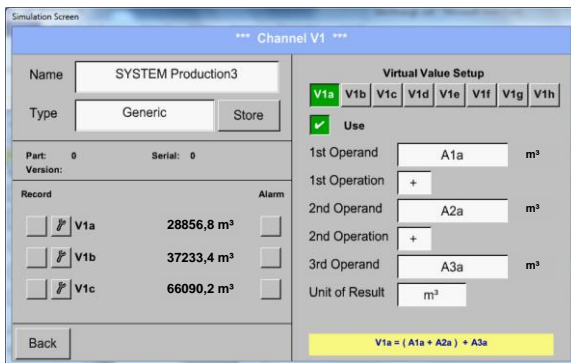 Simulation Screen
*** Channel V1 ***
Name SYSTEM Production3
Type Generic Store
Part: 0 Serial: 0
Version:
Record Alarm
V1a 28856,8 m³
V1b 37233,4 m³
V1c 66090,2 m³
Back
Virtual Value Setup
V1a V1b V1c V1d V1e V1f V1g V1h
Use
1st Operand A1a m³
1st Operation +
2nd Operand A2a m³
2nd Operation +
3rd Operand A3a m³
Unit of Result m³
V1a = ( A1a + A2a ) + A3a